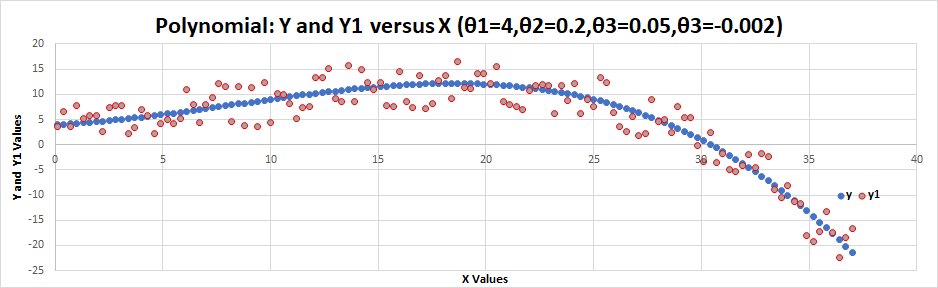 Polynomial: Y and Y1 versus X (θ1=4,θ2=0.2,θ3=0.05,θ3=-0.002)
20
15
10
5
0
-5
-10
-15
-20
-25
0 5 10 15 20 25 30 35 40
Y and Y1 Values
X Values
y y1